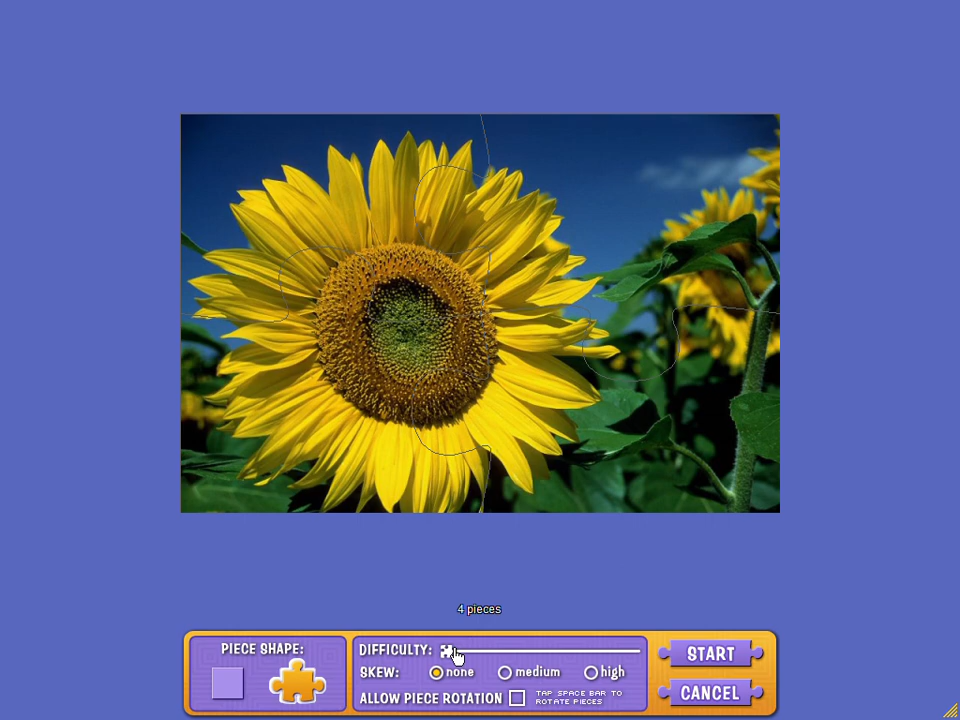 4 pieces
PIECE SHAPE:
DIFFICULTY:
SKEW: none medium high
ALLOW PIECE ROTATION
TAP SPACE BAR TO
ROTATE PIECES
START
CANCEL